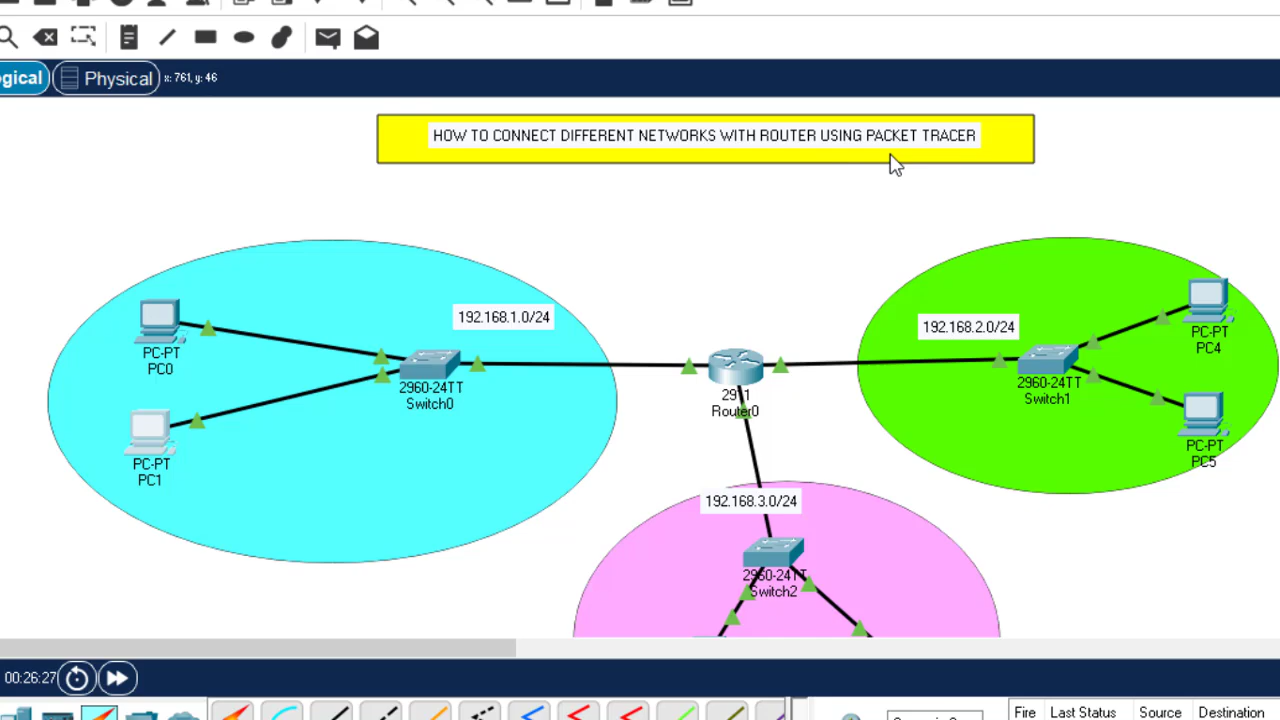 gical
Physical
x: 761, y: 46
HOW TO CONNECT DIFFERENT NETWORKS WITH ROUTER USING PACKET TRACER
192.168.1.0/24
192.168.2.0/24
PC-PT
PC0
2960-24TT
Switch0
2911
Router0
2960-24TT
Switch1
PC-PT
PC4
PC-PT
PC1
PC-PT
PC5
192.168.3.0/24
2960-24TT
Switch2
00:26:27
Fire
Last Status
Source
Destination